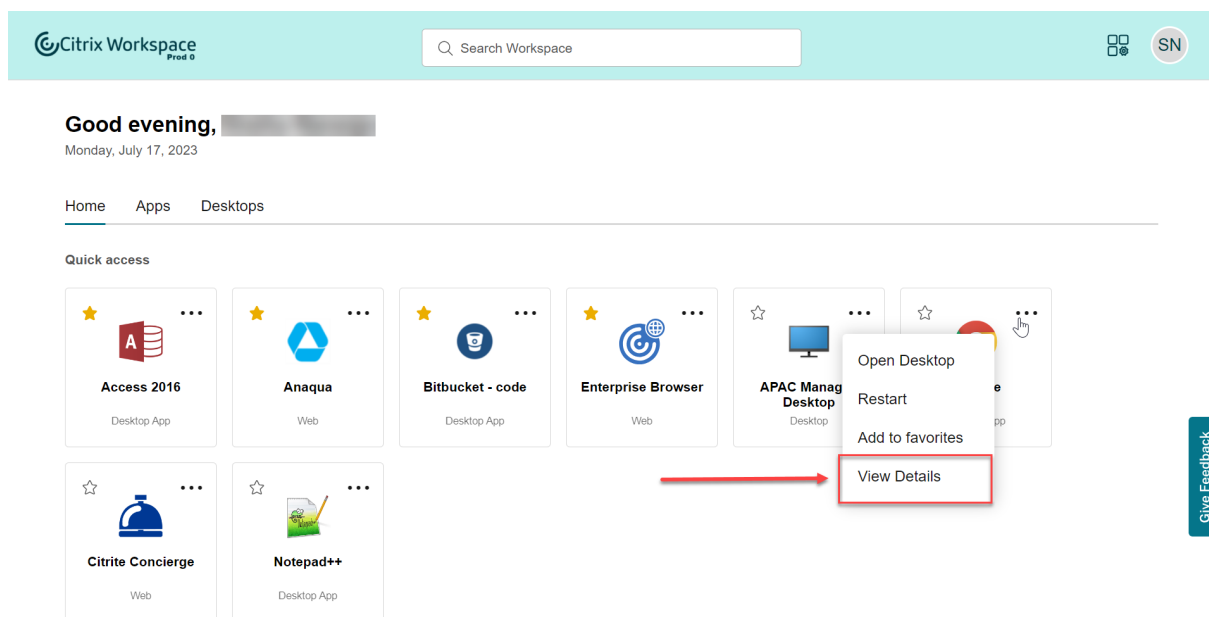 Citrix Workspace
Prod 0
Search Workspace
SN
Good evening,
Monday, July 17, 2023
Home Apps Desktops
Quick access
Access 2016
Desktop App
Anaqua
Web
Bitbucket - code
Desktop App
Enterprise Browser
Web
APAC Manag
Desktop
Desktop
Open Desktop
Restart
Add to favorites
View Details
Citrite Concierge
Web
Notepad++
Desktop App
Give Feedback